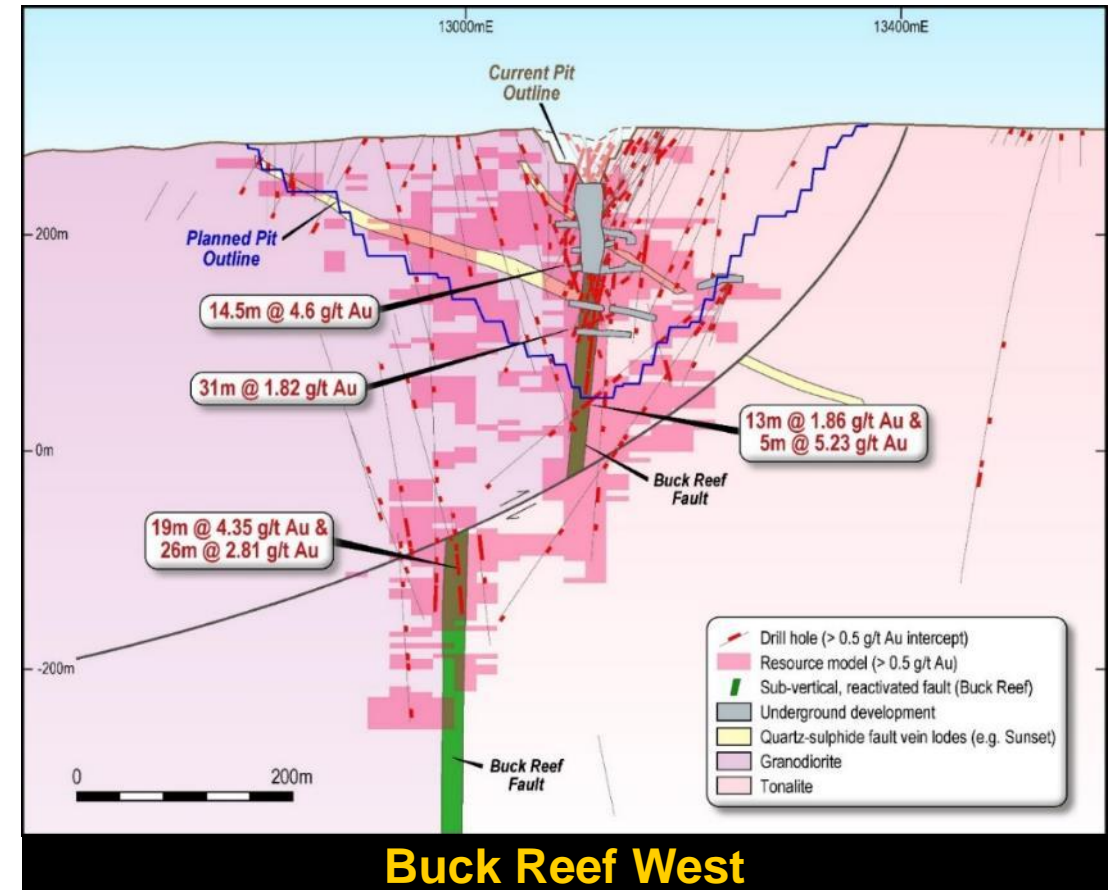 13000mE
13400mE
Current Pit
Outline
200m
Planned Pit
Outline
14.5m @ 4.6 g/t Au
31m @ 1.82 g/t Au
13m @ 1.86 g/t Au &
5m @ 5.23 g/t Au
0m
Buck Reef
Fault
19m @ 4.35 g/t Au &
26m @ 2.81 g/t Au
-200m
Drill hole (> 0.5 g/t Au intercept)
Resource model (> 0.5 g/t Au)
Sub-vertical, reactivated fault (Buck Reef)
Underground development
Quartz-sulphide fault vein lodes (e.g. Sunset)
Granodiorite
Tonalite
0
200m
Buck Reef
Fault
Buck Reef West